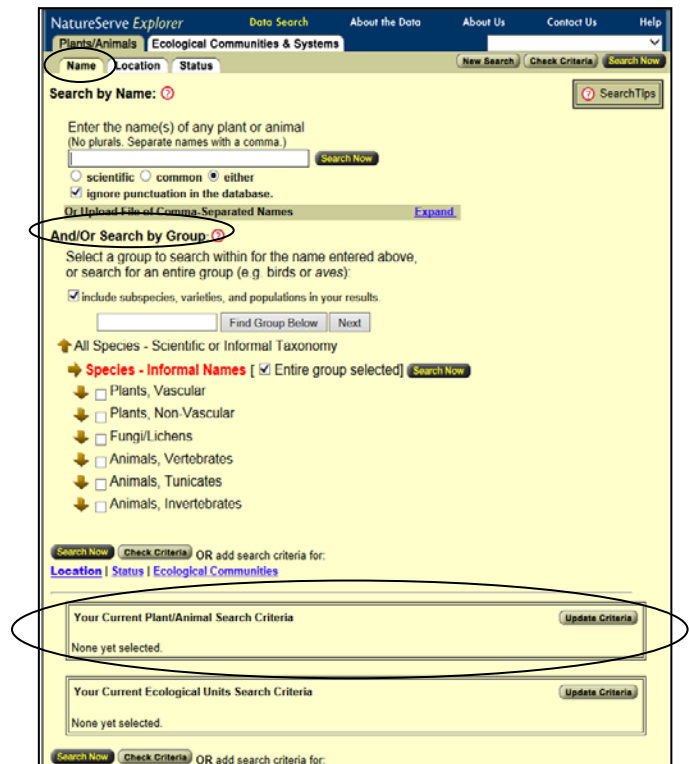 NatureServe Explorer Data Search About the Data About Us Contact Us Help
Plants/Animals Ecological Communities & Systems
Name Location Status New Search Check Criteria Search Now
Search by Name: ? ? SearchTips
Enter the name(s) of any plant or animal
(No plurals. Separate names with a comma.)
Search Now
scientific common either
ignore punctuation in the database.
Or Upload File of Comma-Separated Names Expand
And/Or Search by Group: ?
Select a group to search within for the name entered above,
or search for an entire group (e.g. birds or aves):
include subspecies, varieties, and populations in your results.
Find Group Below Next
All Species - Scientific or Informal Taxonomy
Species - Informal Names [ Entire group selected] Search Now
Plants, Vascular
Plants, Non-Vascular
Fungi/Lichens
Animals, Vertebrates
Animals, Tunicates
Animals, Invertebrates
Search Now Check Criteria OR add search criteria for:
Location | Status | Ecological Communities
Your Current Plant/Animal Search Criteria Update Criteria
None yet selected.
Your Current Ecological Units Search Criteria Update Criteria
None yet selected.
Search Now Check Criteria OR add search criteria for: